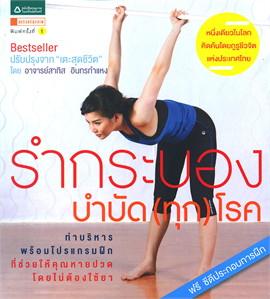 พิมพ์ครั้งที่ 1
Bestseller
ปรับปรุงจาก "เตะสุดชีวิต"
โดย อาจารย์สาทิส อินทรกำแหง
หนึ่งเดียวในโลก
คิดค้นโดยกูรูชีวจิต
แห่งประเทศไทย
รำกระบอง
บำบัด (ทุก) โรค
ท่าบริหาร
พร้อมโปรแกรมฝึก
ที่ช่วยให้คุณหายปวด
โดยไม่ต้องใช้ยา
ฟรี ซีดีประกอบการฝึก